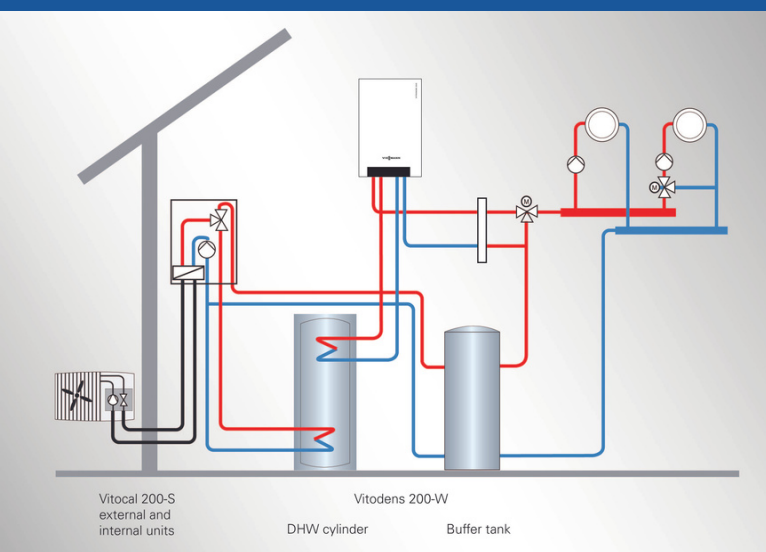 M
M
Vitocal 200-S
external and
internal units
Vitodens 200-W
DHW cylinder
Buffer tank